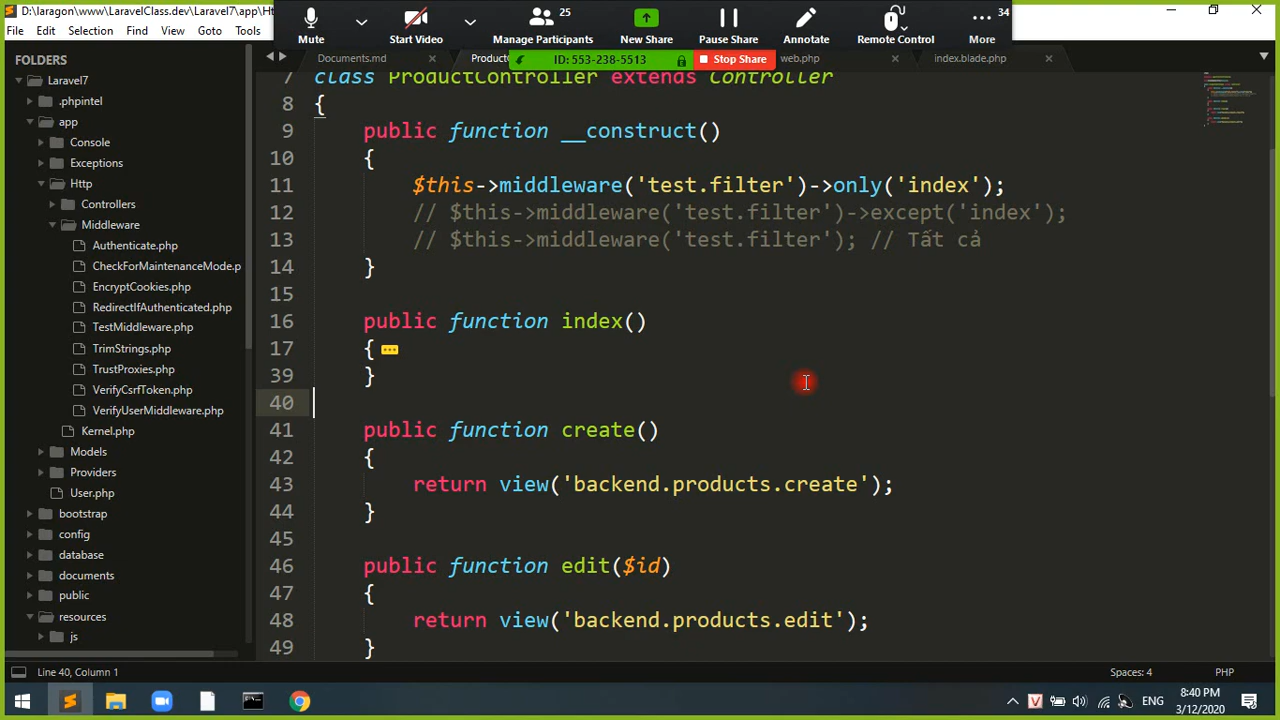 D:\laragon\www\LaravelClass.dev\Laravel7\app\Htt
File Edit Selection Find View Goto Tools
Mute
Start Video
25
Manage Participants
New Share
Pause Share
Annotate
Remote Control
34
More
ID: 553-238-5513
Stop Share
Documents.md
Product
web.php
index.blade.php
FOLDERS
Laravel7
.phpintel
app
Console
Exceptions
Http
Controllers
Middleware
Authenticate.php
CheckForMaintenanceMode.p
EncryptCookies.php
RedirectIfAuthenticated.php
TestMiddleware.php
TrimStrings.php
TrustProxies.php
VerifyCsrfToken.php
VerifyUserMiddleware.php
Kernel.php
Models
Providers
User.php
bootstrap
config
database
documents
public
resources
js
7 class ProductController extends Controller
8 {
9 public function __construct()
10 {
11 $this->middleware('test.filter')->only('index');
12 // $this->middleware('test.filter')->except('index');
13 // $this->middleware('test.filter'); // Tất cả
14 }
15
16 public function index()
17 {
39 }
40
41 public function create()
42 {
43 return view('backend.products.create');
44 }
45
46 public function edit($id)
47 {
48 return view('backend.products.edit');
49 }
Line 40, Column 1
Spaces: 4
PHP
ENG
8:40 PM
3/12/2020